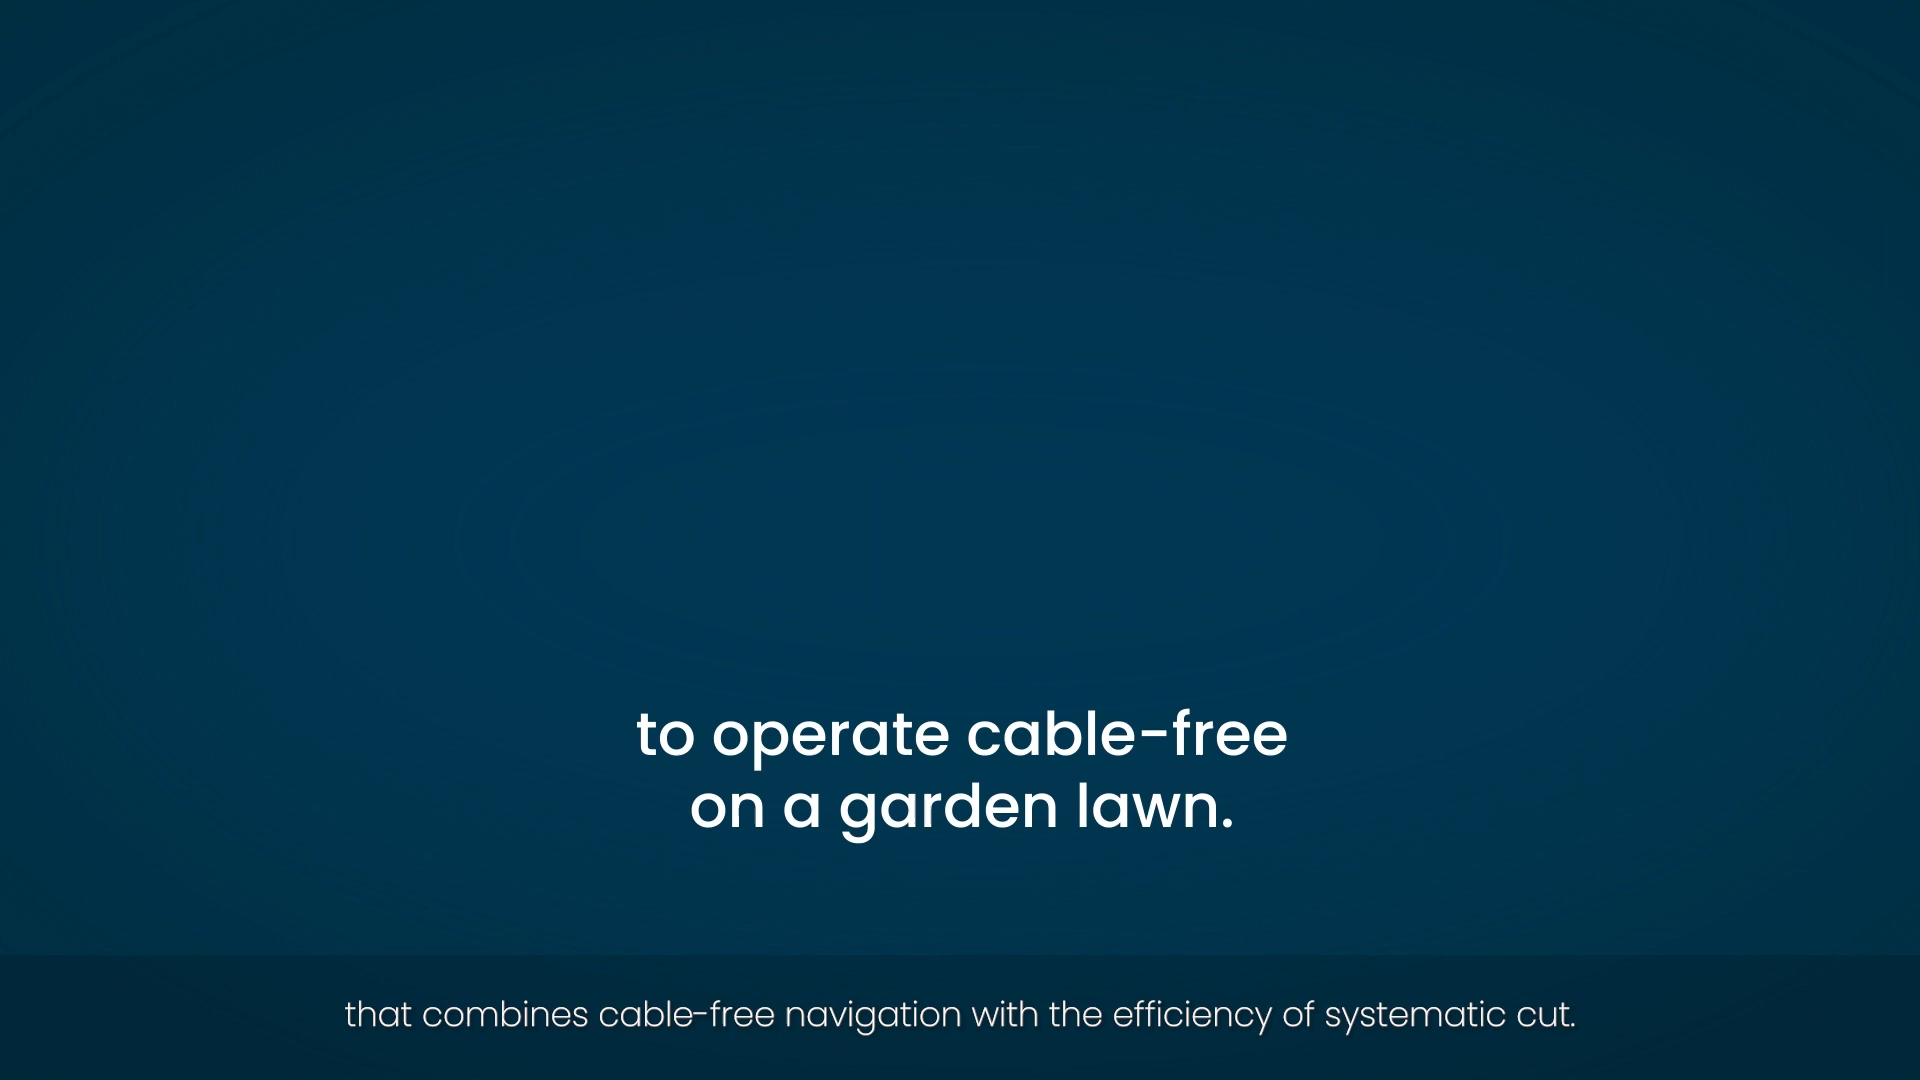 to operate cable-free
on a garden lawn.
that combines cable-free navigation with the efficiency of systematic cut.